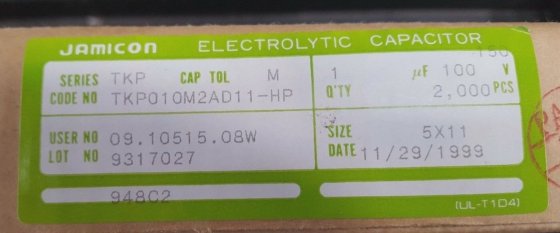 JAMICON ELECTROLYTIC CAPACITOR
SERIES TKP CAP TOL M 1 µF 100 V
CODE NO TKP010M2AD11-HP Q'TY 2,000 PCS
USER NO 09.10515.08W SIZE 5X11
LOT NO 9317027 DATE 11/29/1999
948C2
(UL-T1D4)